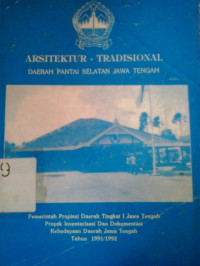 ARSITEKTUR - TRADISIONAL
DAERAH PANTAI SELATAN JAWA TENGAH
9
Pemerintah Propinsi Daerah Tingkat I Jawa Tengah
Proyek Inventarisasi Dan Dokumentasi
Kebudayaan Daerah Jawa Tengah
Tahun 1991/1992